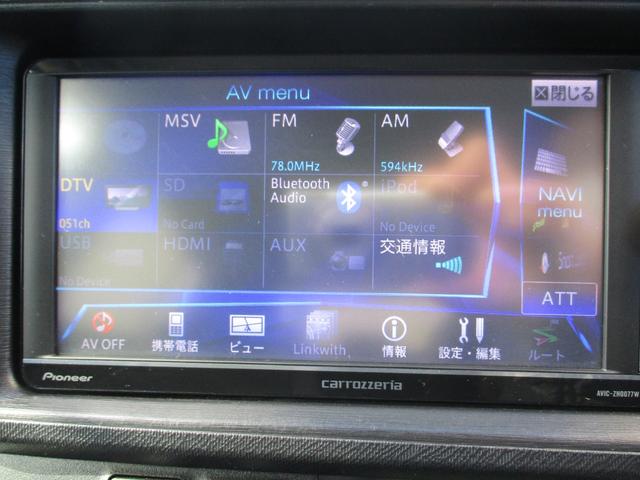 AV menu
閉じる
MSV
FM
78.0MHz
AM
594kHz
DTV
051ch
SD
No Card
Bluetooth
Audio
iPod
No Device
NAVI
menu
USB
No Device
HDMI
AUX
交通情報
ATT
AV OFF
携帯電話
ビュー
Linkwith
情報
設定・編集
ルート
Pioneer
carrozzeria
AVIC-ZH0077W